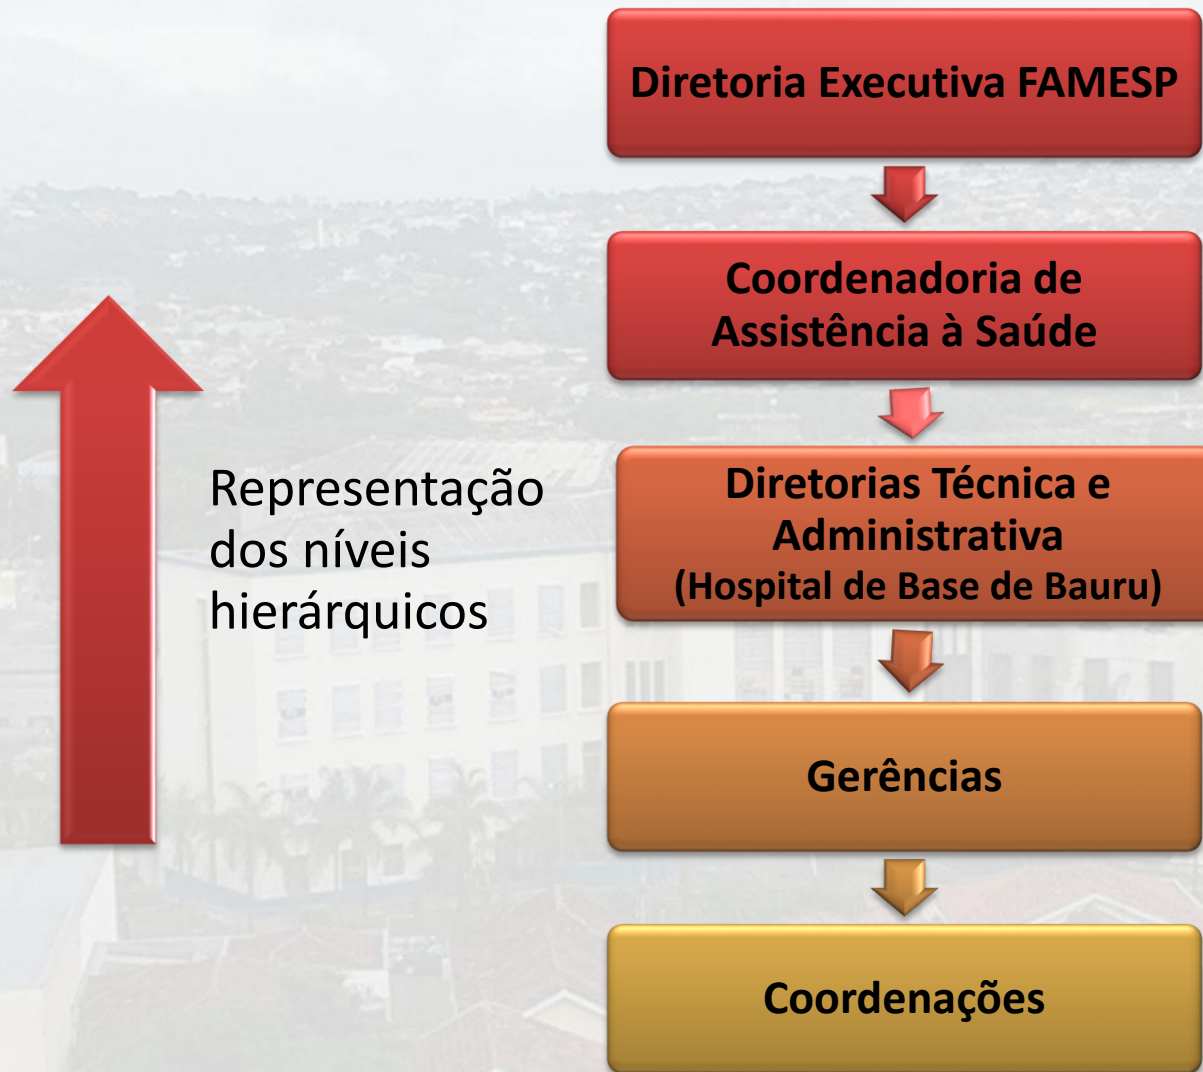 Diretoria Executiva FAMESP
Coordenadoria de
Assistência à Saúde
Representação
dos níveis
hierárquicos
Diretorias Técnica e
Administrativa
(Hospital de Base de Bauru)
Gerências
Coordenações